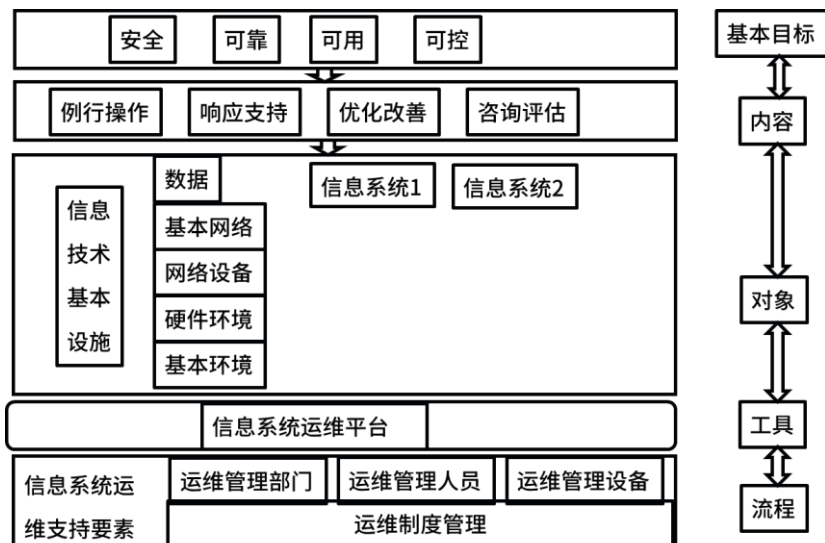 安全 可靠 可用 可控
基本目标
例行操作 响应支持 优化改善 咨询评估
内容
信息
技术
基本
设施
数据
基本网络
网络设备
硬件环境
基本环境
信息系统1 信息系统2
对象
信息系统运维平台
工具
信息系统运
维支持要素
运维管理部门 运维管理人员 运维管理设备
运维制度管理
流程